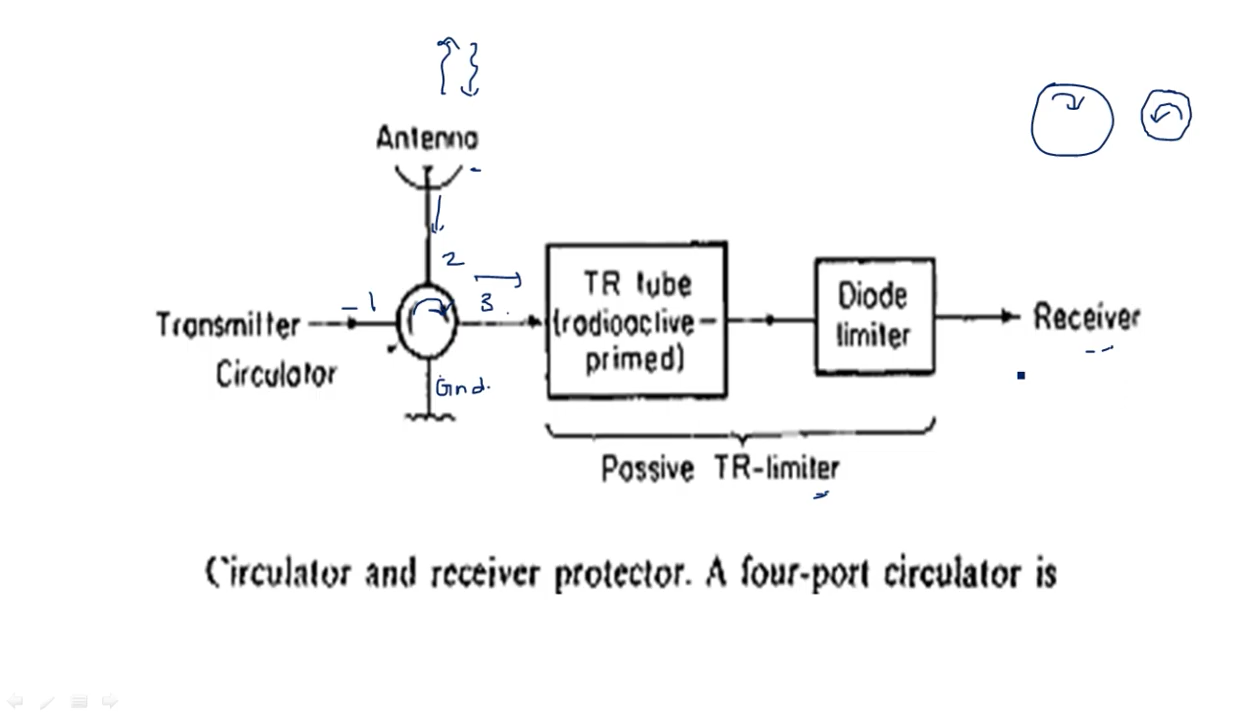 Antenna
2
1
3.
Transmitter
Circulator
Gnd.
TR tube
(radioactive-
primed)
Diode
limiter
Receiver
Passive TR-limiter
Circulator and receiver protector. A four-port circulator is